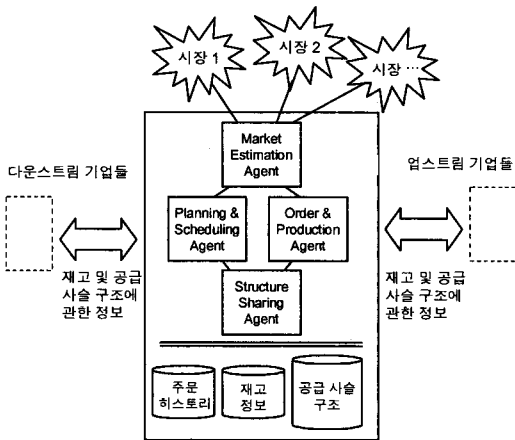 시장 1
시장 2
시장 ⋯
Market
Estimation
Agent
다운스트림 기업들
업스트림 기업들
Planning &
Scheduling
Agent
Order &
Production
Agent
재고 및 공급
사슬 구조에
관한 정보
재고 및 공급
사슬 구조에
관한 정보
Structure
Sharing
Agent
주문
히스토리
재고
정보
공급 사슬
구조